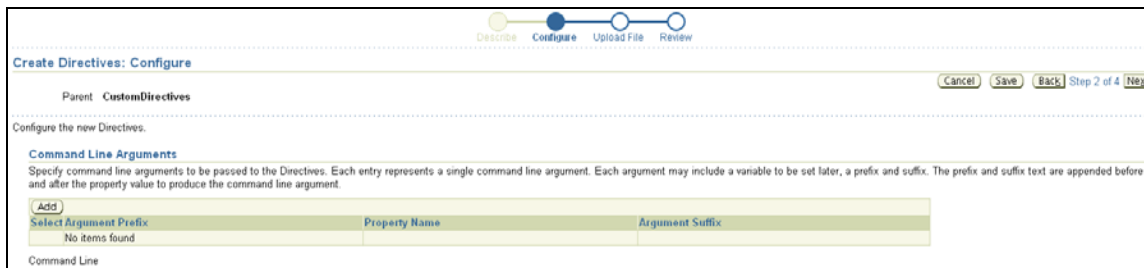 Describe Configure Upload File Review
Create Directives: Configure
Cancel Save Back Step 2 of 4
Parent CustomDirectives
Configure the new Directives.
Command Line Arguments
Specify command line arguments to be passed to the Directives. Each entry represents a single command line argument. Each argument may include a variable to be set later, a prefix and suffix. The prefix and suffix text are appended before
and after the property value to produce the command line argument.
Add
Select Argument Prefix Property Name Argument Suffix
No items found
Command Line